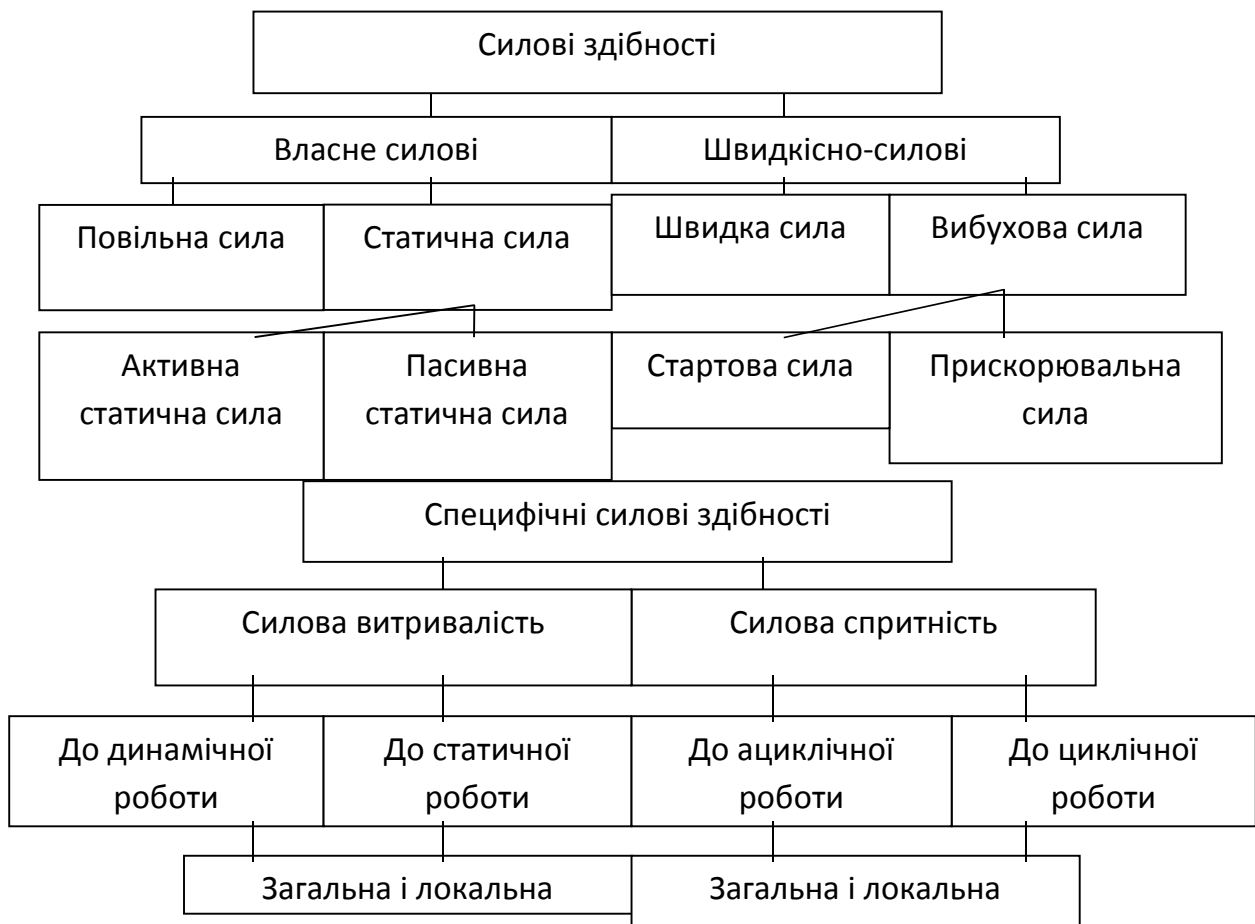 Силові здібності
Власне силові
Швидкісно-силові
Повільна сила
Статична сила
Швидка сила
Вибухова сила
Активна
статична сила
Пасивна
статична сила
Стартова сила
Прискорювальна
сила
Специфічні силові здібності
Силова витривалість
Силова спритність
До динамічної
роботи
До статичної
роботи
До ациклічної
роботи
До циклічної
роботи
Загальна і локальна
Загальна і локальна